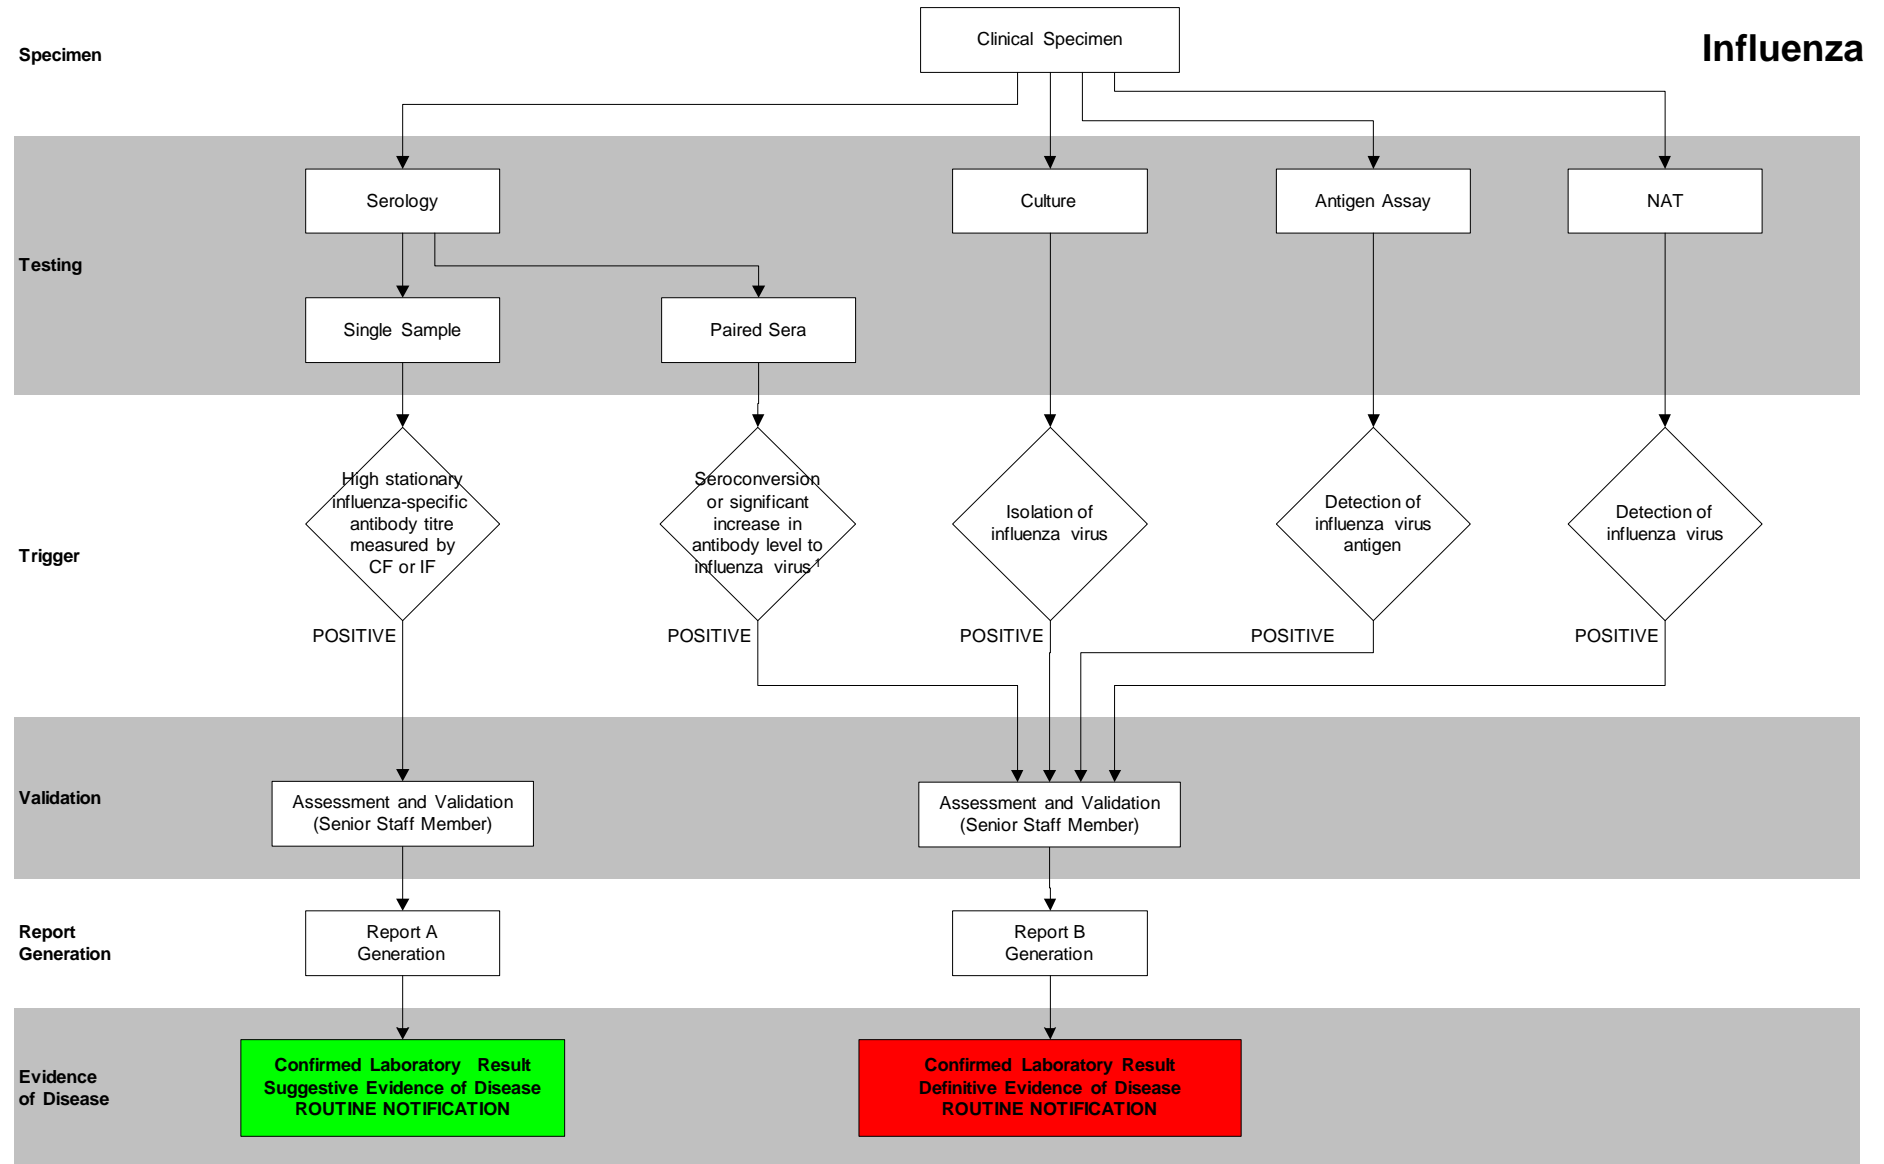 Influenza
Specimen
Clinical Specimen
Testing
Serology
Culture
Antigen Assay
NAT
Single Sample
Paired Sera
Trigger
High stationary
influenza-specific
antibody titre
measured by
CF or IF
Seroconversion
or significant
increase in
antibody level to
influenza virus 1
Isolation of
influenza virus
Detection of
influenza virus
antigen
Detection of
influenza virus
POSITIVE
POSITIVE
POSITIVE
POSITIVE
POSITIVE
Validation
Assessment and Validation
(Senior Staff Member)
Assessment and Validation
(Senior Staff Member)
Report
Generation
Report A
Generation
Report B
Generation
Evidence
of Disease
Confirmed Laboratory Result
Suggestive Evidence of Disease
ROUTINE NOTIFICATION
Confirmed Laboratory Result
Definitive Evidence of Disease
ROUTINE NOTIFICATION